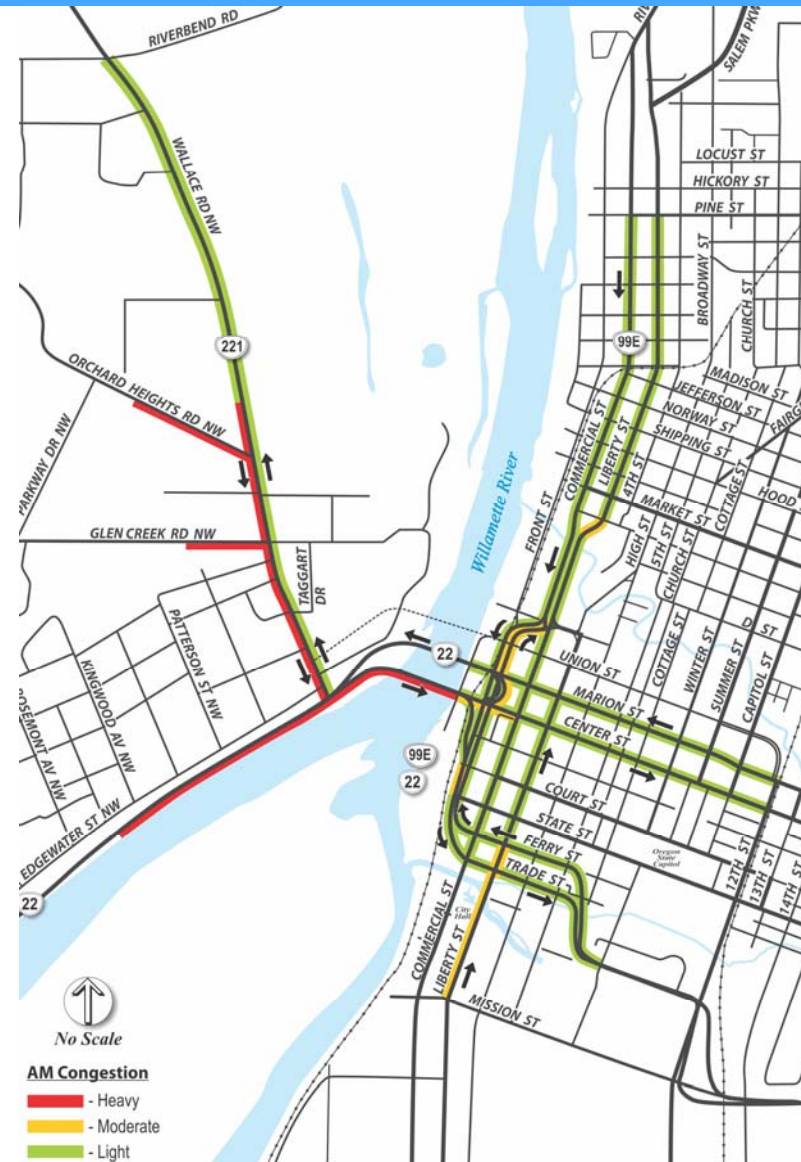 RIVERBEND RD
SALEM PKWY
WALLACE RD NW
LOCUST ST
HICKORY ST
PINE ST
BROADWAY ST
CHURCH ST
221
99E
ORCHARD HEIGHTS RD NW
PARKWAY DR NW
MADISON ST
JEFFERSON ST
NORWAY ST
SHIPPING ST
COMMERCIAL ST
LIBERTY ST
4TH ST
COTTAGE ST
HOOD
MARKET ST
Willamette River
FRONT ST
HIGH ST
5TH ST
CHURCH ST
GLEN CREEK RD NW
TAGGART
DR
PATTERSON ST NW
KINGWOOD AV NW
ROSEMONT AV NW
COTTAGE ST
WINTER ST
SUMMER ST
D ST
CAPITOL ST
UNION ST
22
MARION ST
CENTER ST
99E
22
COURT ST
STATE ST
FERRY ST
TRADE ST
Oregon
State
Capitol
12TH ST
13TH ST
14TH ST
EDGEWATER ST NW
22
City
Hall
COMMERCIAL ST
LIBERTY ST
MISSION ST
No Scale
AM Congestion
- Heavy
- Moderate
- Light